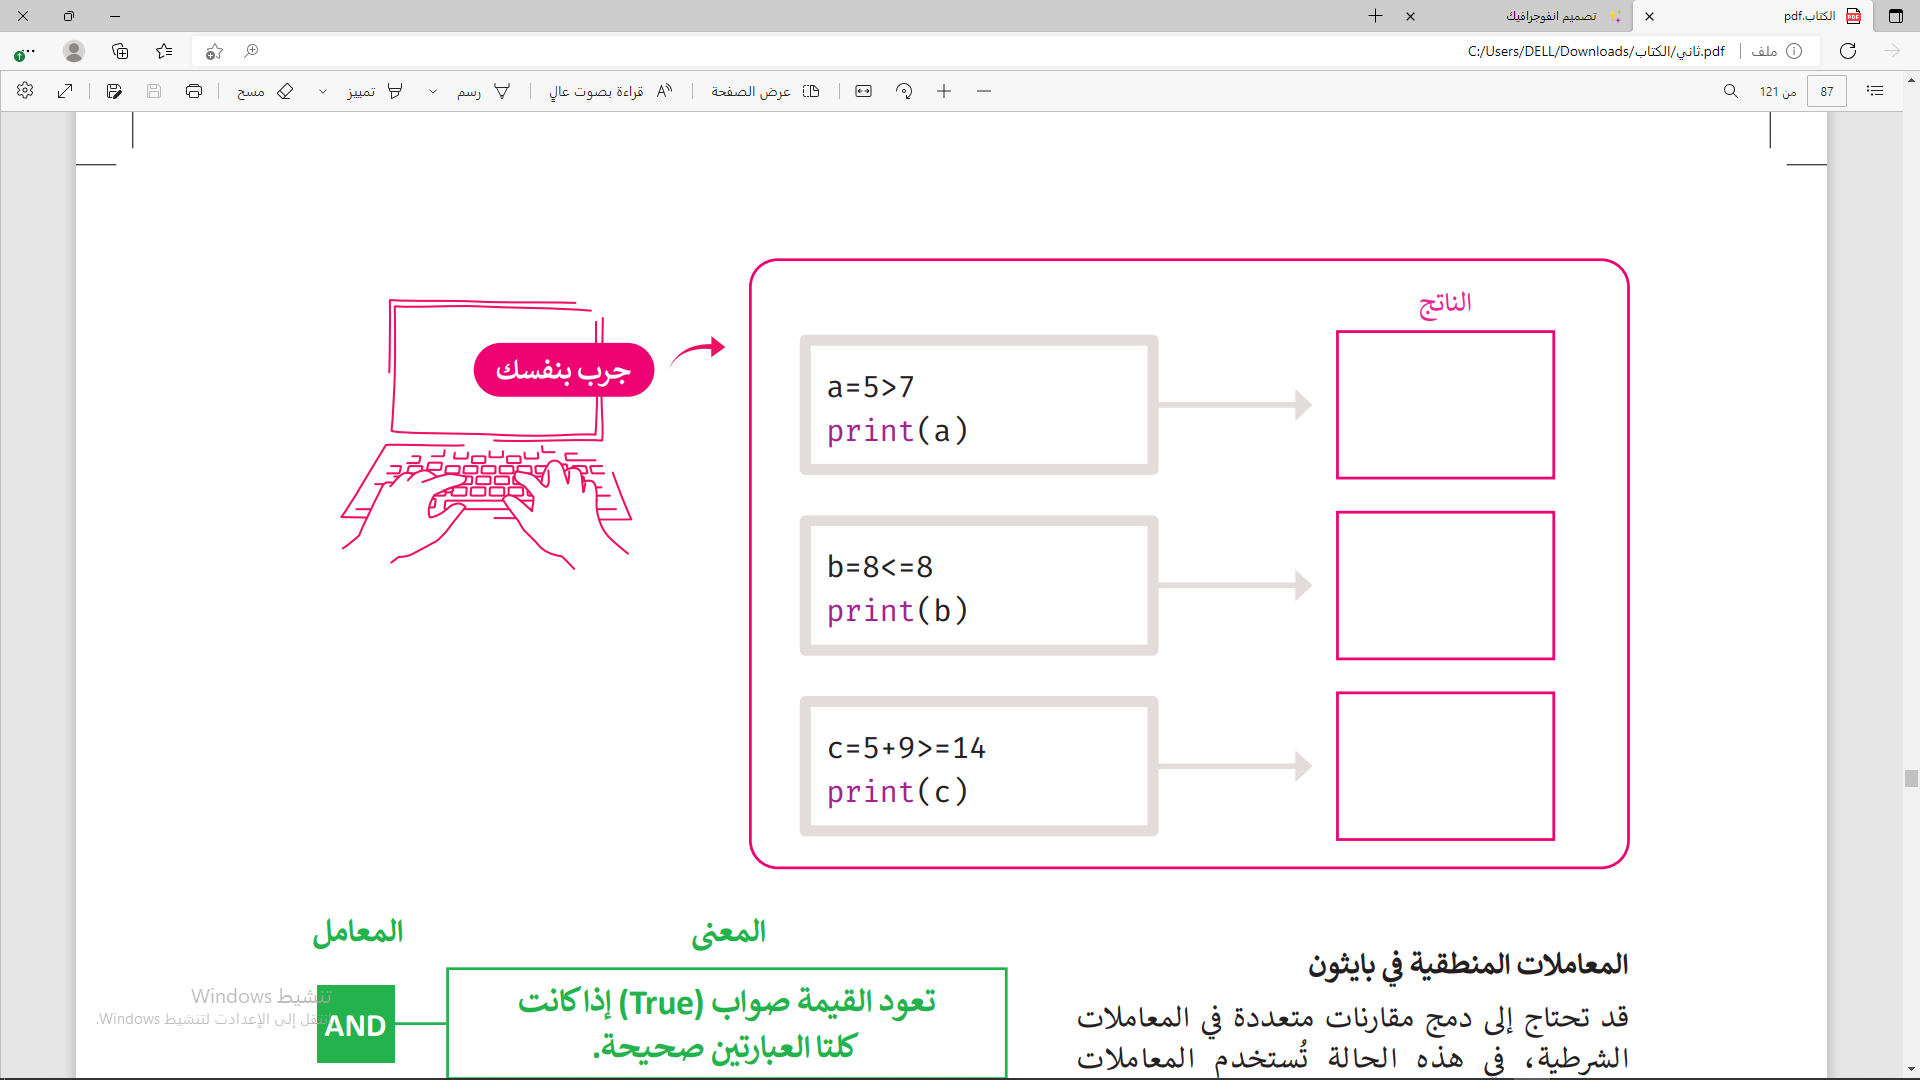 الكتاب.pdf
تصميم انفوجرافيك
ملف
C:/Users/DELL/Downloads/ثاني/الكتاب.pdf
87
من 121
عرض الصفحة
قراءة بصوت عالٍ
رسم
تمييز
مسح
الناتج
جرب بنفسك
a=5>7
print(a)
b=8<=8
print(b)
c=5+9>=14
print(c)
المعاملات المنطقية في بايثون
قد تحتاج إلى دمج مقارنات متعددة في المعاملات
الشرطية، في هذه الحالة تُستخدم المعاملات
المعنى
المعامل
تعود القيمة صواب (True) إذا كانت
كلتا العبارتين صحيحة.
AND
تنشيط Windows
انتقل إلى الإعدادت لتنشيط Windows.